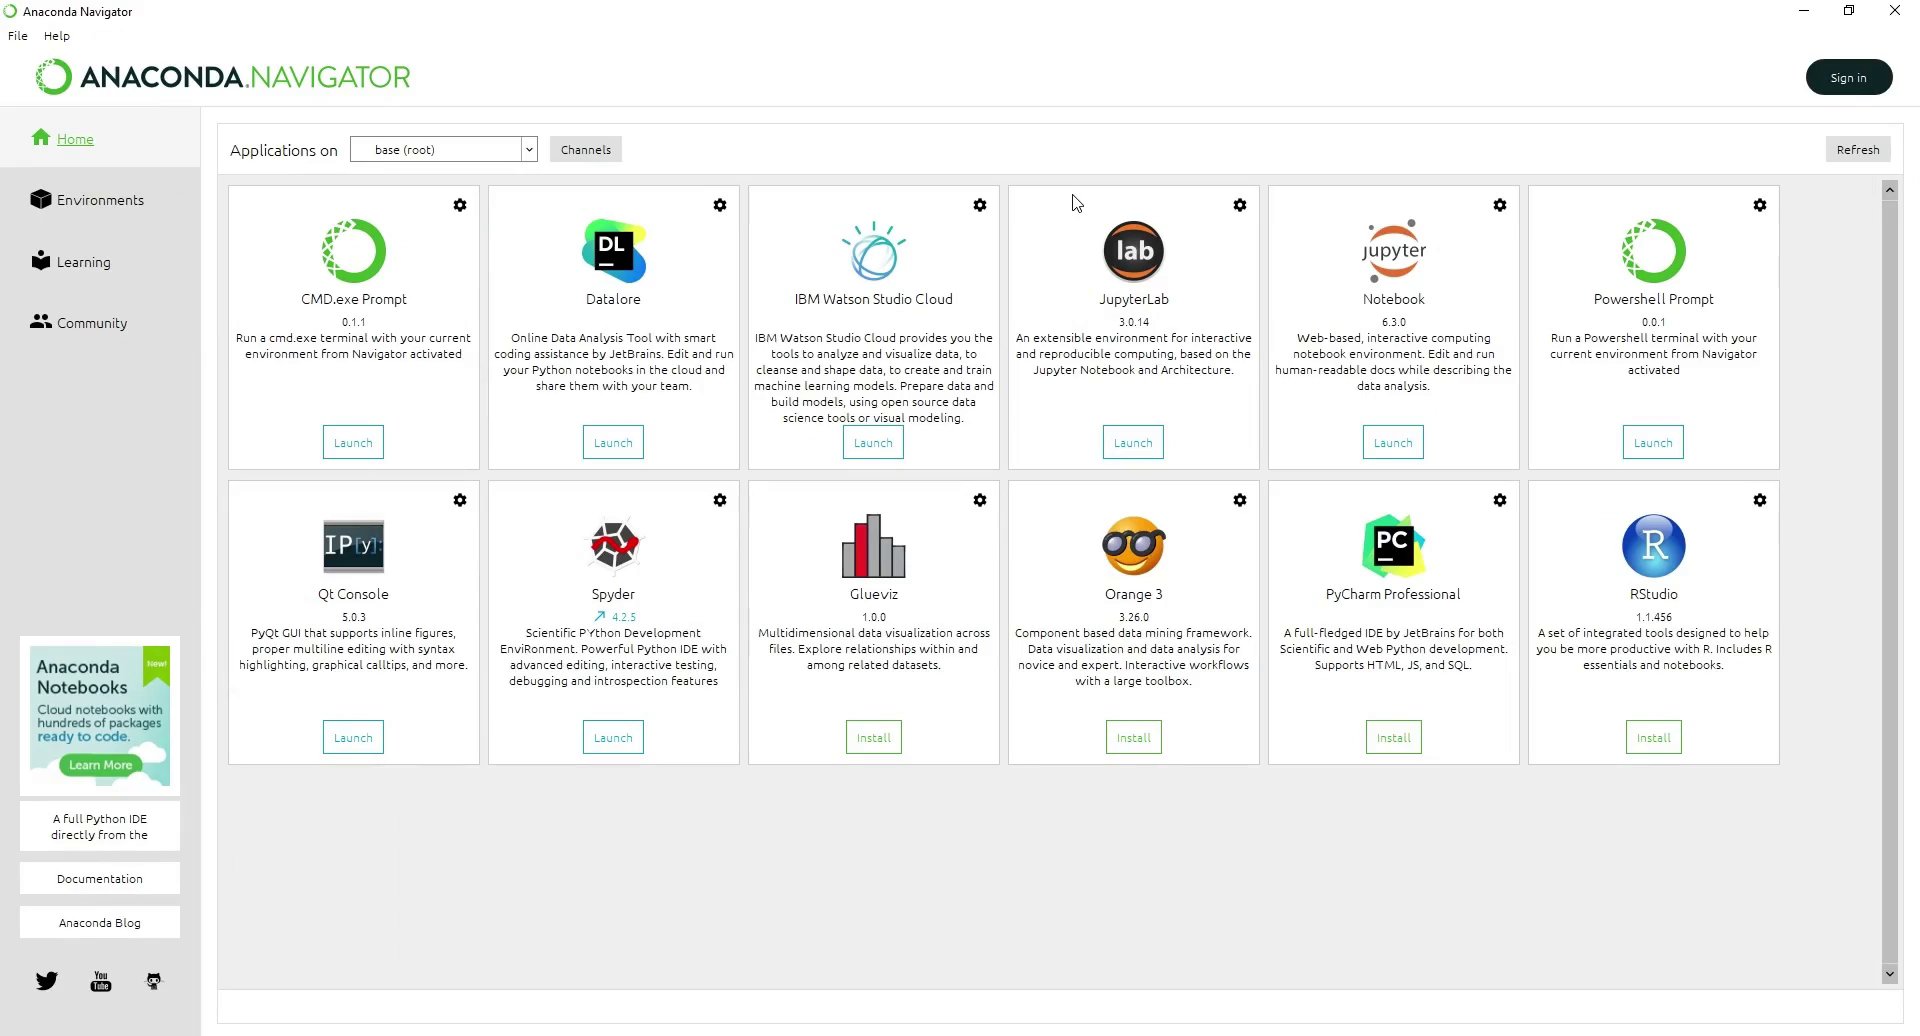 Anaconda Navigator
File Help
ANACONDA.NAVIGATOR
Sign in
Home
Environments
Learning
Community
Applications on base (root) Channels Refresh
CMD.exe Prompt
0.1.1
Run a cmd.exe terminal with your current
environment from Navigator activated
Launch
DL
Datalore
Online Data Analysis Tool with smart
coding assistance by JetBrains. Edit and run
your Python notebooks in the cloud and
share them with your team.
Launch
IBM Watson Studio Cloud
IBM Watson Studio Cloud provides you the
tools to analyze and visualize data, to
cleanse and shape data, to create and train
machine learning models. Prepare data and
build models, using open source data
science tools or visual modeling.
Launch
lab
JupyterLab
3.0.14
An extensible environment for interactive
and reproducible computing, based on the
Jupyter Notebook and Architecture.
Launch
jupyter
Notebook
6.3.0
Web-based, interactive computing
notebook environment. Edit and run
human-readable docs while describing the
data analysis.
Launch
Powershell Prompt
0.0.1
Run a Powershell terminal with your
current environment from Navigator
activated
Launch
IP[y]:
Qt Console
5.0.3
PyQt GUI that supports inline figures,
proper multiline editing with syntax
highlighting, graphical calltips, and more.
Launch
Spyder
4.2.5
Scientific PYthon Development
EnviRonment. Powerful Python IDE with
advanced editing, interactive testing,
debugging and introspection features
Launch
Glueviz
1.0.0
Multidimensional data visualization across
files. Explore relationships within and
among related datasets.
Install
Orange 3
3.26.0
Component based data mining framework.
Data visualization and data analysis for
novice and expert. Interactive workflows
with a large toolbox.
Install
PC
PyCharm Professional
A full-fledged IDE by JetBrains for both
Scientific and Web Python development.
Supports HTML, JS, and SQL.
Install
R
RStudio
1.1.456
A set of integrated tools designed to help
you be more productive with R. Includes R
essentials and notebooks.
Install
Anaconda
Notebooks
New!
Cloud notebooks with
hundreds of packages
ready to code.
Learn More
A full Python IDE
directly from the
Documentation
Anaconda Blog
You
Tube